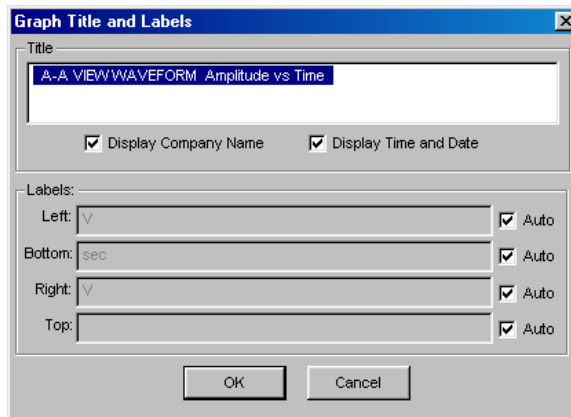 Graph Title and Labels
Title
A-A VIEW WAVEFORM Amplitude vs Time
Display Company Name
Display Time and Date
Labels:
Left: V Auto
Bottom: sec Auto
Right: V Auto
Top: Auto
OK Cancel